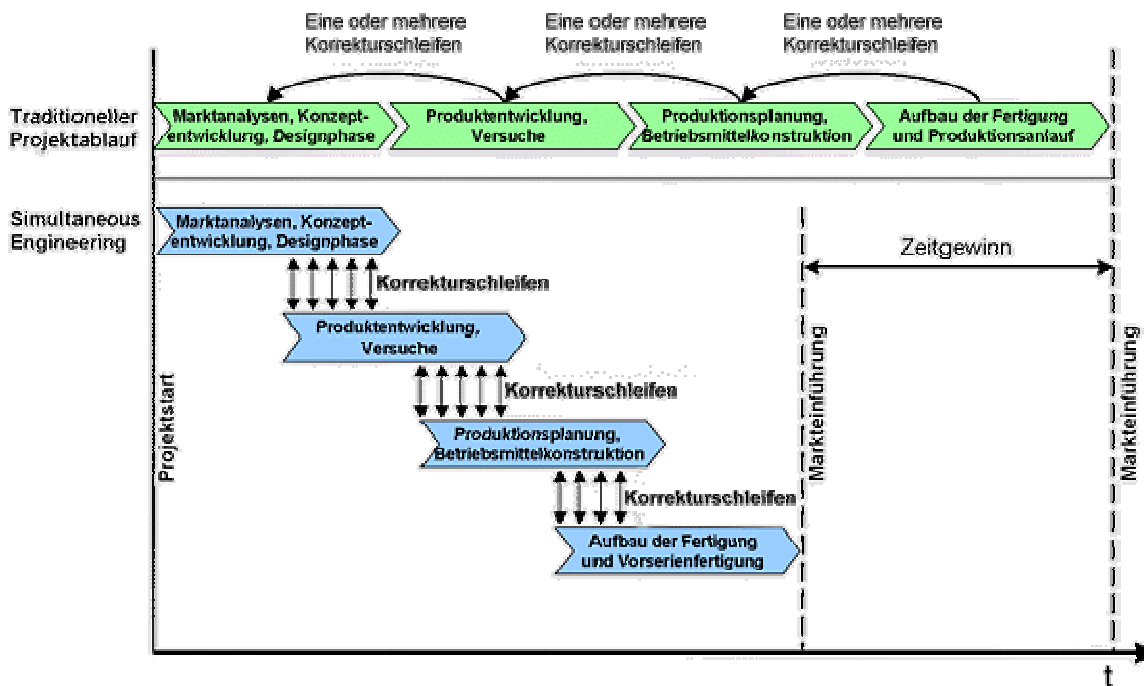 Eine oder mehrere
Korrekturschleifen
Eine oder mehrere
Korrekturschleifen
Eine oder mehrere
Korrekturschleifen
Traditioneller
Projektablauf
Marktanalysen, Konzept-
entwicklung, Designphase
Produktentwicklung,
Versuche
Produktionsplanung,
Betriebsmittelkonstruktion
Aufbau der Fertigung
und Produktionsanlauf
Simultaneous
Engineering
Marktanalysen, Konzept-
entwicklung, Designphase
Zeitgewinn
Korrekturschleifen
Produktentwicklung,
Versuche
Korrekturschleifen
Produktionsplanung,
Betriebsmittelkonstruktion
Korrekturschleifen
Aufbau der Fertigung
und Vorserienfertigung
Projektstart
Markteinführung
Markteinführung
t